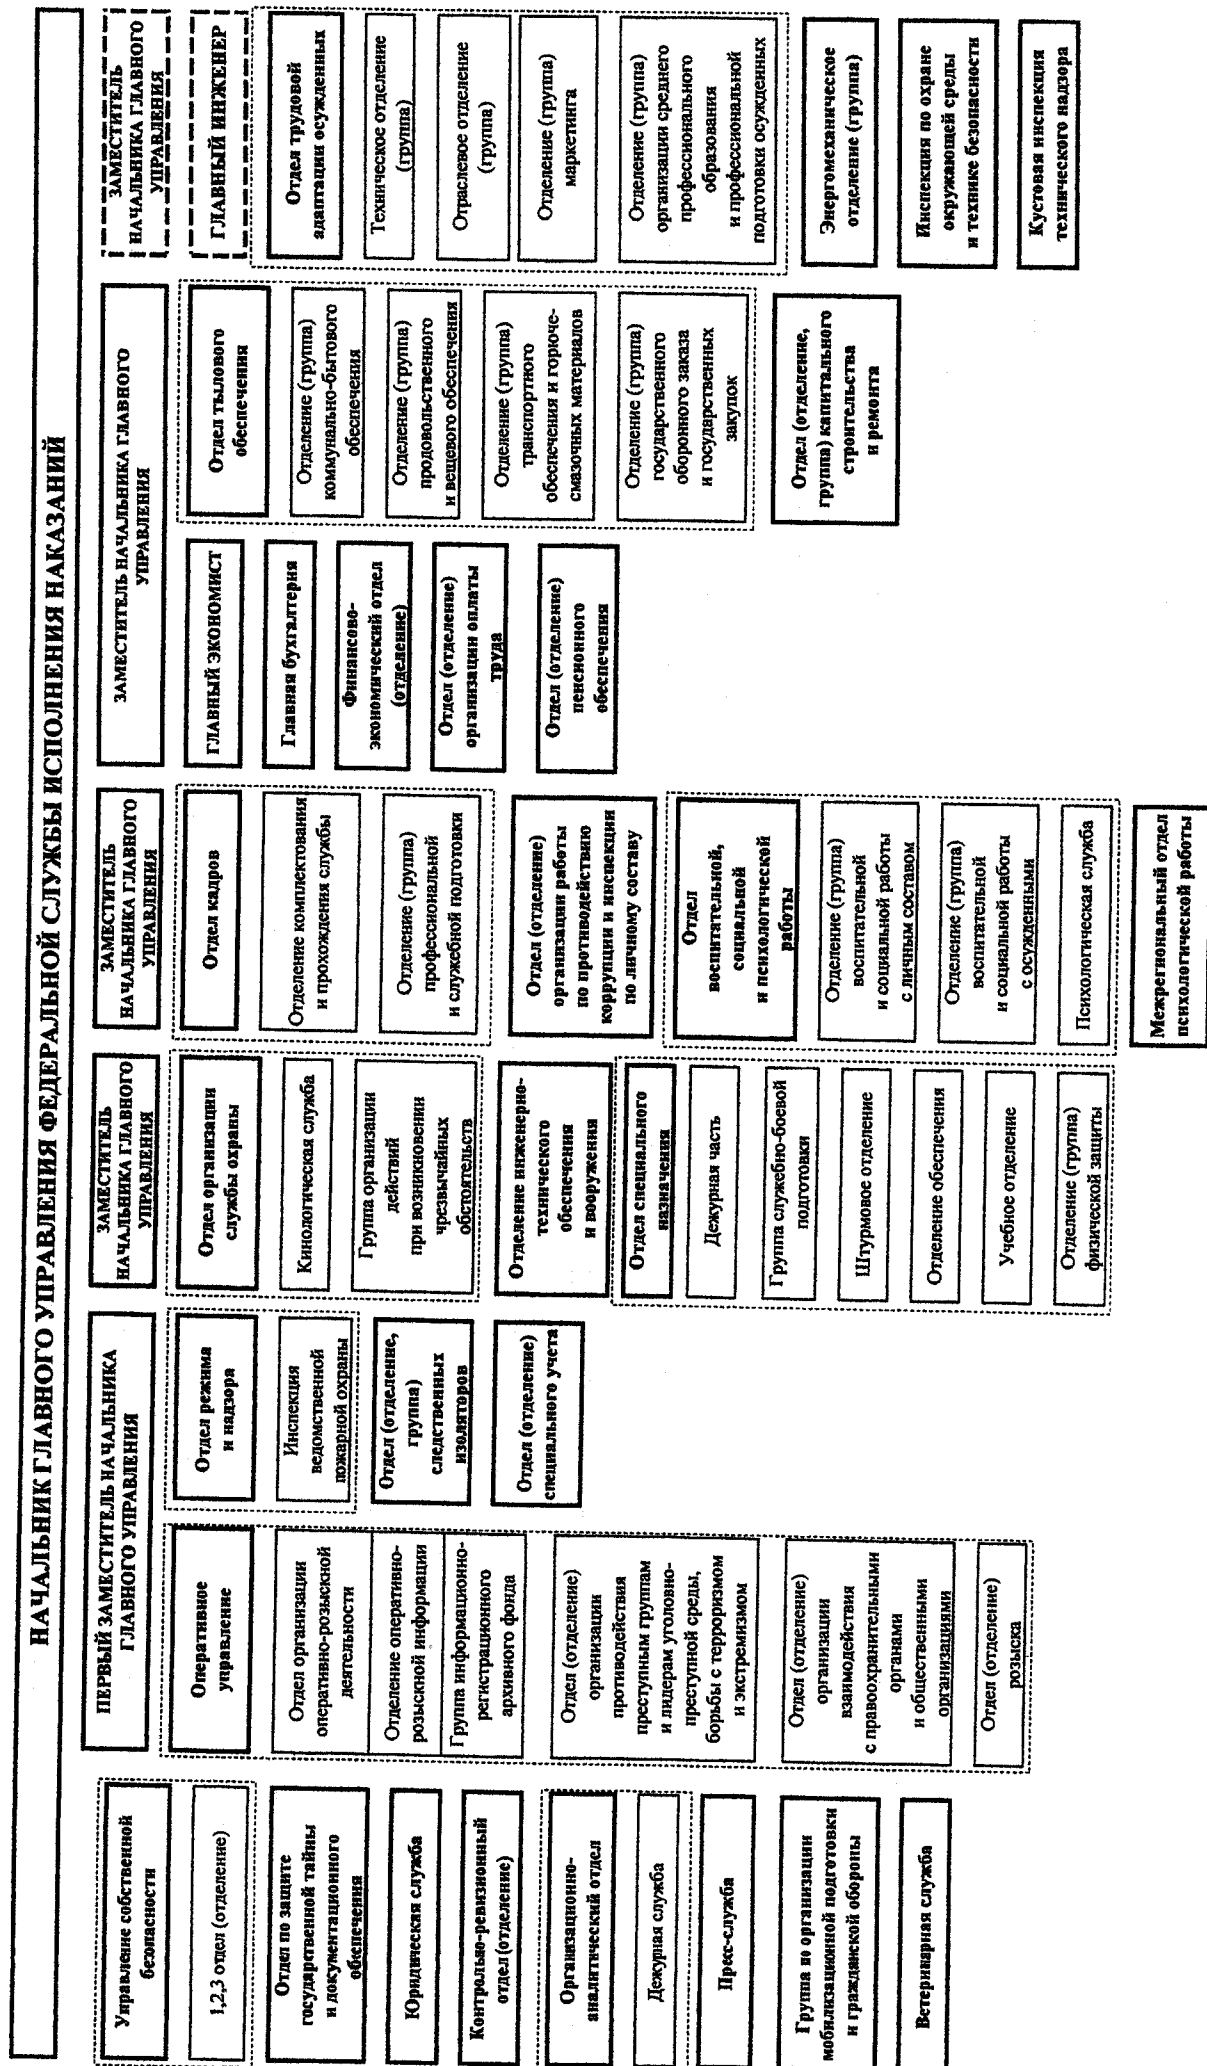 НАЧАЛЬНИК ГЛАВНОГО УПРАВЛЕНИЯ ФЕДЕРАЛЬНОЙ СЛУЖБЫ ИСПОЛНЕНИЯ НАКАЗАНИЙ
Управление собственной
безопасности
1,2,3 отдел (отделение)
Отдел по защите
государственной тайны
и документационного
обеспечения
Юридическая служба
Контрольно-ревизионный
отдел (отделение)
Организационно-
аналитический отдел
Дежурная служба
Пресс-служба
Группа по организации
мобилизационной подготовки
и гражданской обороны
Ветеринарная служба
ПЕРВЫЙ ЗАМЕСТИТЕЛЬ НАЧАЛЬНИКА
ГЛАВНОГО УПРАВЛЕНИЯ
Оперативное
управление
Отдел организации
оперативно-розыскной
деятельности
Отделение оперативно-
розыскной информации
Группа информационно-
регистрационного
архивного фонда
Отдел (отделение)
организации
противодействия
преступным группам
и лидерам уголовно-
преступной среды,
борьбы с терроризмом
и экстремизмом
Отдел (отделение)
организации
взаимодействия
с правоохранительными
органами
и общественными
организациями
Отдел (отделение)
розыска
Отдел режима
и надзора
Инспекция
ведомственной
пожарной охраны
Отдел (отделение,
группа)
следственных
изоляторов
Отдел (отделение)
специального учета
ЗАМЕСТИТЕЛЬ
НАЧАЛЬНИКА ГЛАВНОГО
УПРАВЛЕНИЯ
Отдел организации
службы охраны
Кинологическая служба
Группа организации
действий
при возникновении
чрезвычайных
обстоятельств
Отделение инженерно-
технического
обеспечения
и вооружения
Отдел специального
назначения
Дежурная часть
Группа служебно-боевой
подготовки
Штурмовое отделение
Отделение обеспечения
Учебное отделение
Отделение (группа)
физической защиты
ЗАМЕСТИТЕЛЬ
НАЧАЛЬНИКА ГЛАВНОГО
УПРАВЛЕНИЯ
Отдел кадров
Отделение комплектования
и прохождения службы
Отделение (группа)
профессиональной
и служебной подготовки
Отдел (отделение)
организации работы
по противодействию
коррупции и инспекции
по личному составу
Отдел
воспитательной,
социальной
и психологической
работы
Отделение (группа)
воспитательной
и социальной работы
с личным составом
Отделение (группа)
воспитательной
и социальной работы
с осужденными
Психологическая служба
Межрегиональный отдел
психологической работы
ЗАМЕСТИТЕЛЬ НАЧАЛЬНИКА ГЛАВНОГО
УПРАВЛЕНИЯ
ГЛАВНЫЙ ЭКОНОМИСТ
Главная бухгалтерия
Финансово-
экономический отдел
(отделение)
Отдел (отделение)
организации оплаты
труда
Отдел (отделение)
пенсионного
обеспечения
Отдел тылового
обеспечения
Отделение (группа)
коммунально-бытового
обеспечения
Отделение (группа)
продовольственного
и вещевого обеспечения
Отделение (группа)
транспортного
обеспечения и горюче-
смазочных материалов
Отделение (группа)
государственного
оборонного заказа
и государственных
закупок
Отдел (отделение,
группа) капитального
строительства
и ремонта
ЗАМЕСТИТЕЛЬ
НАЧАЛЬНИКА ГЛАВНОГО
УПРАВЛЕНИЯ
ГЛАВНЫЙ ИНЖЕНЕР
Отдел трудовой
адаптации осужденных
Техническое отделение
(группа)
Отраслевое отделение
(группа)
Отделение (группа)
маркетинга
Отделение (группа)
организации среднего
профессионального
образования
и профессиональной
подготовки осужденных
Энергомеханическое
отделение (группа)
Инспекция по охране
окружающей среды
и технике безопасности
Кустовая инспекция
технического надзора